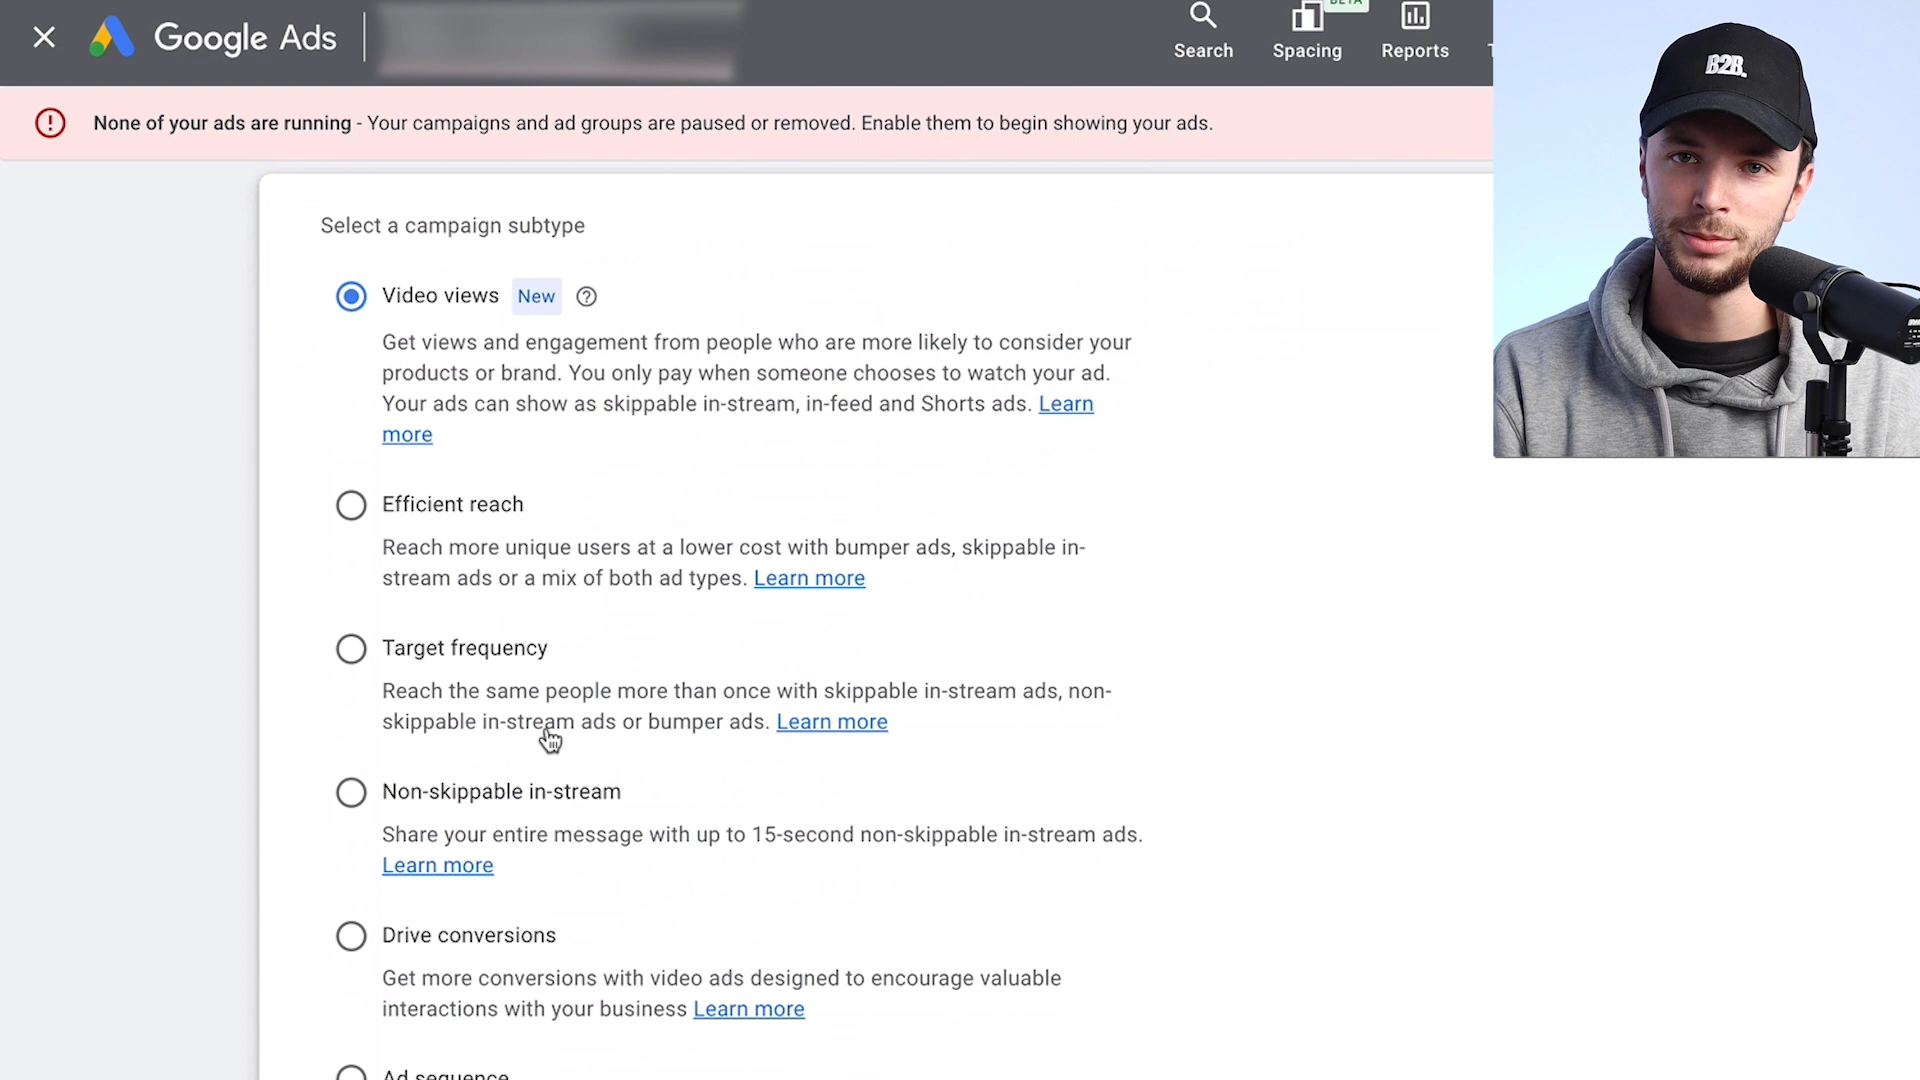 Google Ads
BETA
Search
Spacing
Reports
None of your ads are running - Your campaigns and ad groups are paused or removed. Enable them to begin showing your ads.
B2B.
Select a campaign subtype
Video views New
Get views and engagement from people who are more likely to consider your
products or brand. You only pay when someone chooses to watch your ad.
Your ads can show as skippable in-stream, in-feed and Shorts ads. Learn
more
Efficient reach
Reach more unique users at a lower cost with bumper ads, skippable in-
stream ads or a mix of both ad types. Learn more
Target frequency
Reach the same people more than once with skippable in-stream ads, non-
skippable in-stream ads or bumper ads. Learn more
Non-skippable in-stream
Share your entire message with up to 15-second non-skippable in-stream ads.
Learn more
Drive conversions
Get more conversions with video ads designed to encourage valuable
interactions with your business Learn more
Ad sequence